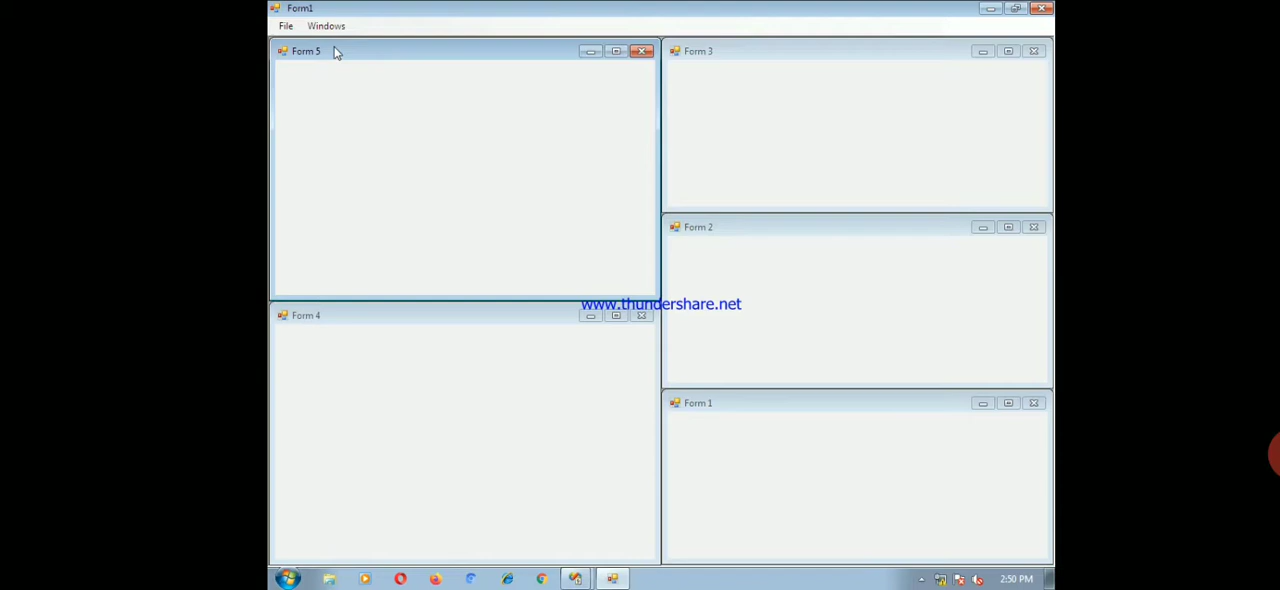 Form1
File Windows
Form 5
Form 3
Form 2
www.thundershare.net
Form 4
Form 1
2:50 PM